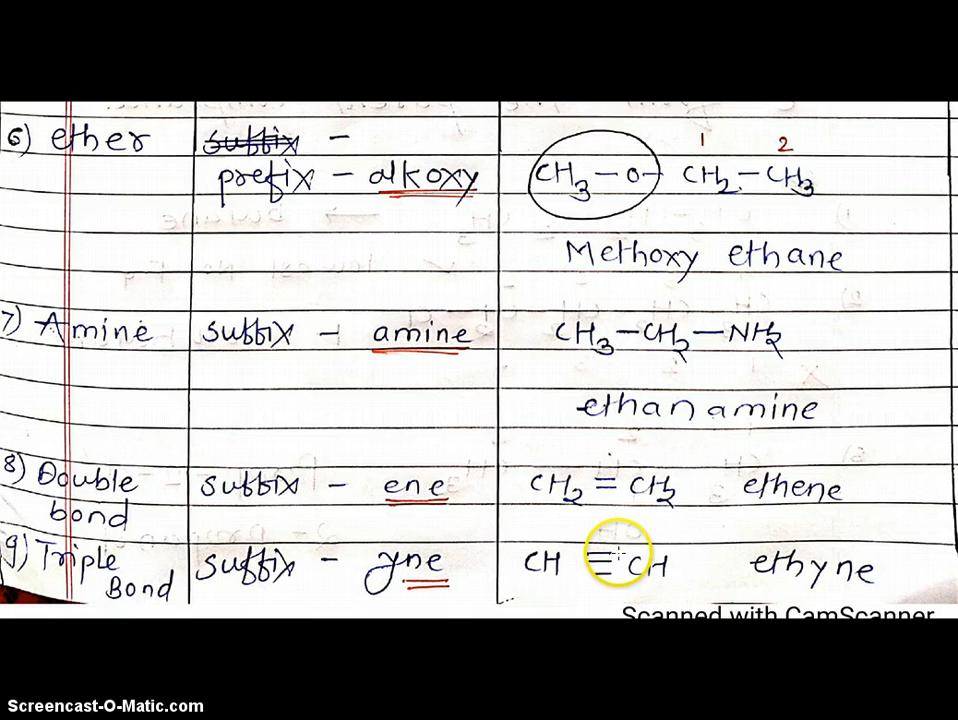 6) ether suffix –
1 2
prefix – alkoxy CH3 – O – CH2 – CH3
Methoxy ethane
7) Amine suffix – amine CH3 – CH2 – NH2
ethanamine
8) Double suffix – ene CH2 = CH2 ethene
bond
9) Triple suffix – yne CH ≡ CH ethyne
Bond
Scanned with CamScanner
Screencast-O-Matic.com